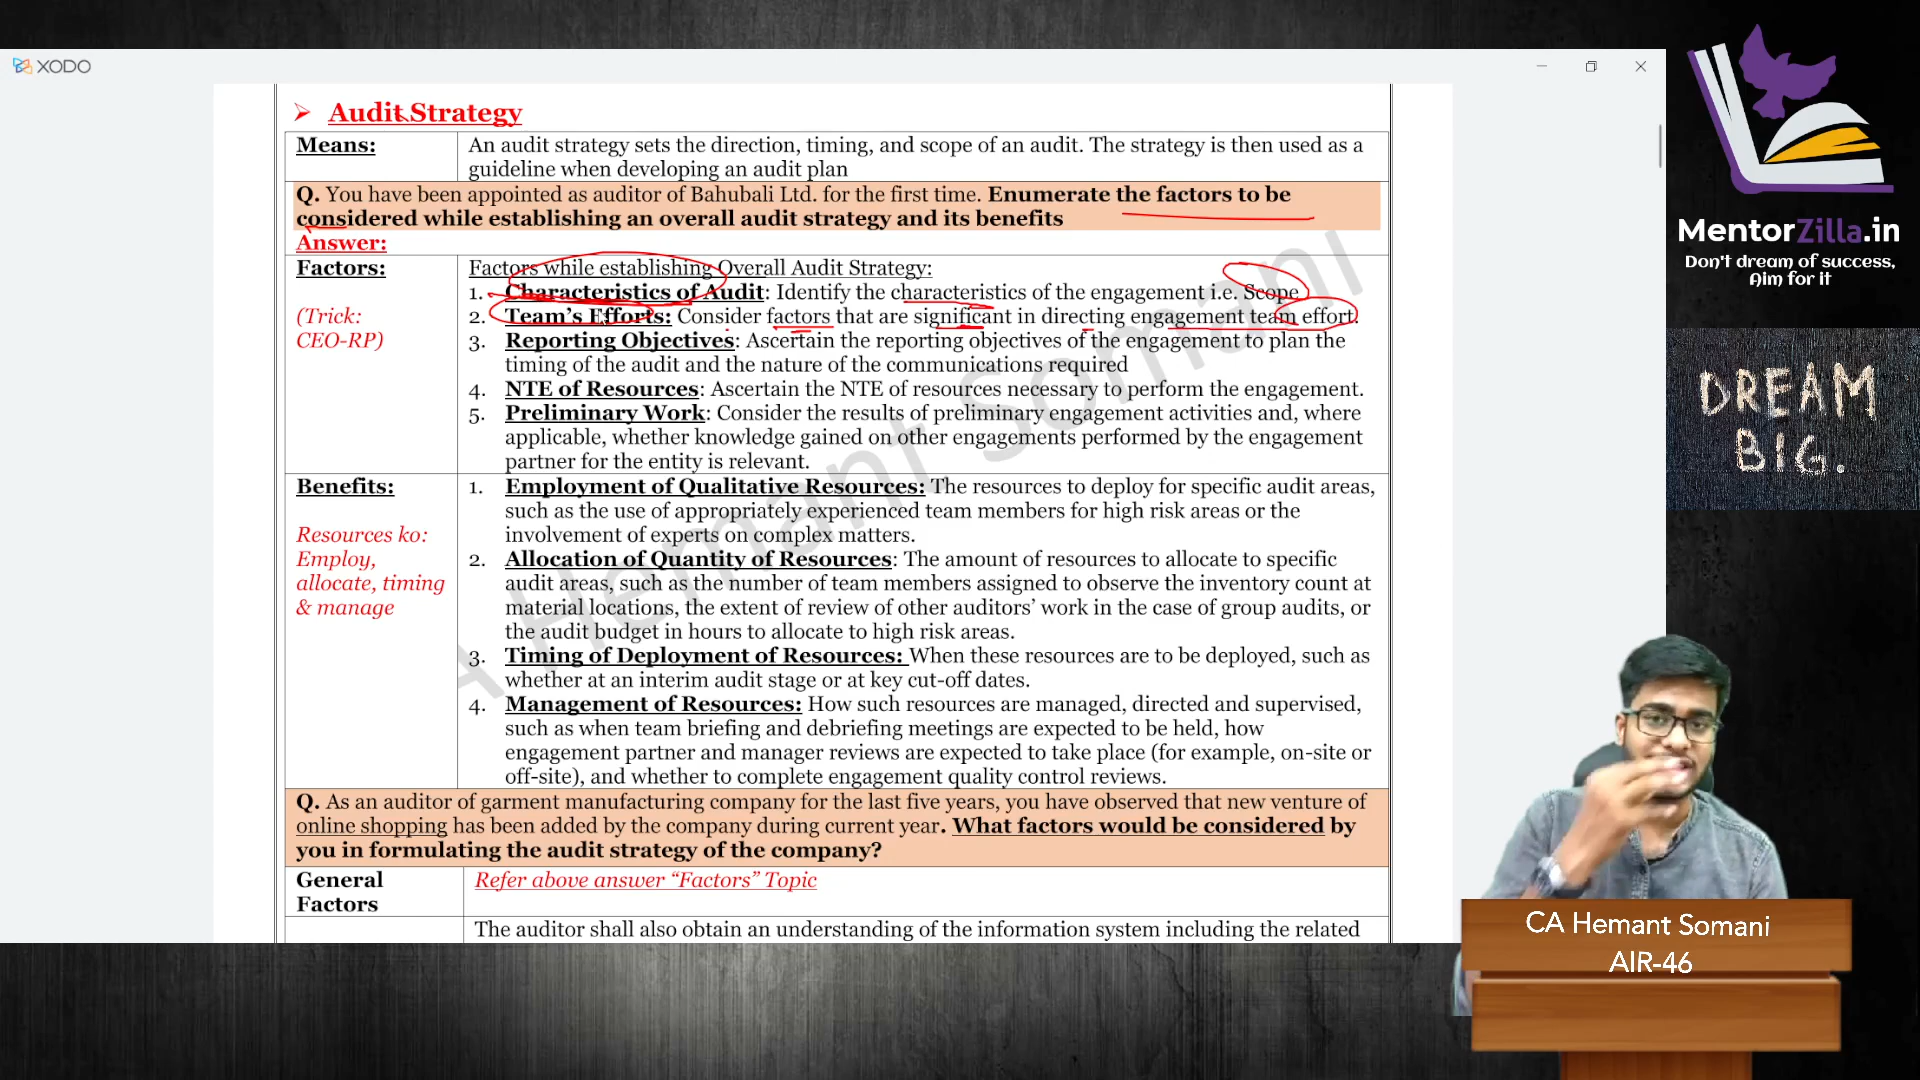 XODO
Audit Strategy
Means: An audit strategy sets the direction, timing, and scope of an audit. The strategy is then used as a
guideline when developing an audit plan
Q. You have been appointed as auditor of Bahubali Ltd. for the first time. Enumerate the factors to be
considered while establishing an overall audit strategy and its benefits
Answer:
Factors:
(Trick:
CEO-RP)
Factors while establishing Overall Audit Strategy:
1. Characteristics of Audit: Identify the characteristics of the engagement i.e. Scope
2. Team's Efforts: Consider factors that are significant in directing engagement team effort.
3. Reporting Objectives: Ascertain the reporting objectives of the engagement to plan the
timing of the audit and the nature of the communications required
4. NTE of Resources: Ascertain the NTE of resources necessary to perform the engagement.
5. Preliminary Work: Consider the results of preliminary engagement activities and, where
applicable, whether knowledge gained on other engagements performed by the engagement
partner for the entity is relevant.
Benefits:
Resources ko:
Employ,
allocate, timing
& manage
1. Employment of Qualitative Resources: The resources to deploy for specific audit areas,
such as the use of appropriately experienced team members for high risk areas or the
involvement of experts on complex matters.
2. Allocation of Quantity of Resources: The amount of resources to allocate to specific
audit areas, such as the number of team members assigned to observe the inventory count at
material locations, the extent of review of other auditors' work in the case of group audits, or
the audit budget in hours to allocate to high risk areas.
3. Timing of Deployment of Resources: When these resources are to be deployed, such as
whether at an interim audit stage or at key cut-off dates.
4. Management of Resources: How such resources are managed, directed and supervised,
such as when team briefing and debriefing meetings are expected to be held, how
engagement partner and manager reviews are expected to take place (for example, on-site or
off-site), and whether to complete engagement quality control reviews.
Q. As an auditor of garment manufacturing company for the last five years, you have observed that new venture of
online shopping has been added by the company during current year. What factors would be considered by
you in formulating the audit strategy of the company?
General
Factors
Refer above answer "Factors" Topic
The auditor shall also obtain an understanding of the information system including the related
A Hemant Somani
MentorZilla.in
Don't dream of success,
Aim for it
DREAM
BIG.
CA Hemant Somani
AIR-46